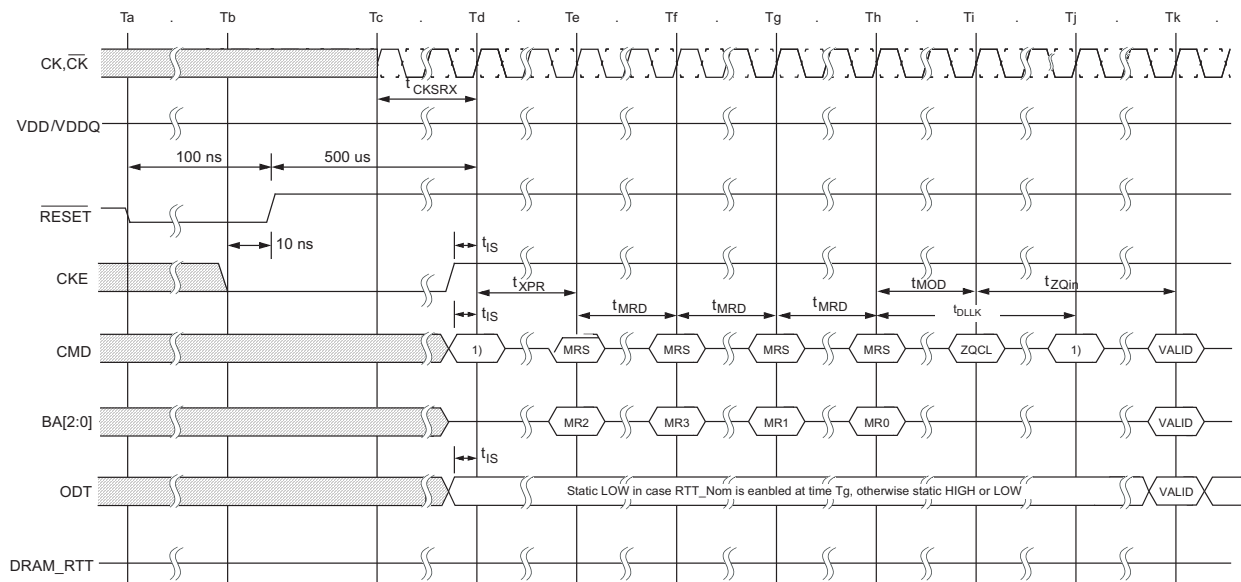 Ta . Tb . Tc . Td . Te . Tf . Tg . Th . Ti . Tj . Tk .
CK,CK
tCKSRX
VDD/VDDQ
100 ns 500 us
RESET
10 ns tIS
CKE
tXPR tMOD tZQin
tIS tMRD tMRD tMRD tDLLK
CMD 1) MRS MRS MRS MRS ZQCL 1) VALID
BA[2:0] MR2 MR3 MR1 MR0 VALID
tIS
ODT Static LOW in case RTT_Nom is eanbled at time Tg, otherwise static HIGH or LOW VALID
DRAM_RTT